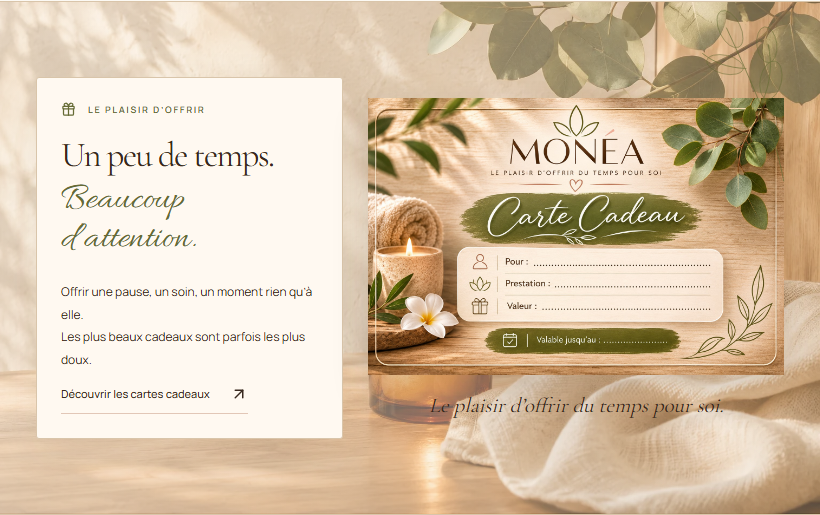 LE PLAISIR D'OFFRIR
Un peu de temps.
Beaucoup
d'attention.
Offrir une pause, un soin, un moment rien qu'à
elle.
Les plus beaux cadeaux sont parfois les plus
doux.
Découvrir les cartes cadeaux
MONÉA
LE PLAISIR D'OFFRIR DU TEMPS POUR SOI
Carte Cadeau
Pour :
Prestation :
Valeur :
Valable jusqu'au :
Le plaisir d'offrir du temps pour soi.